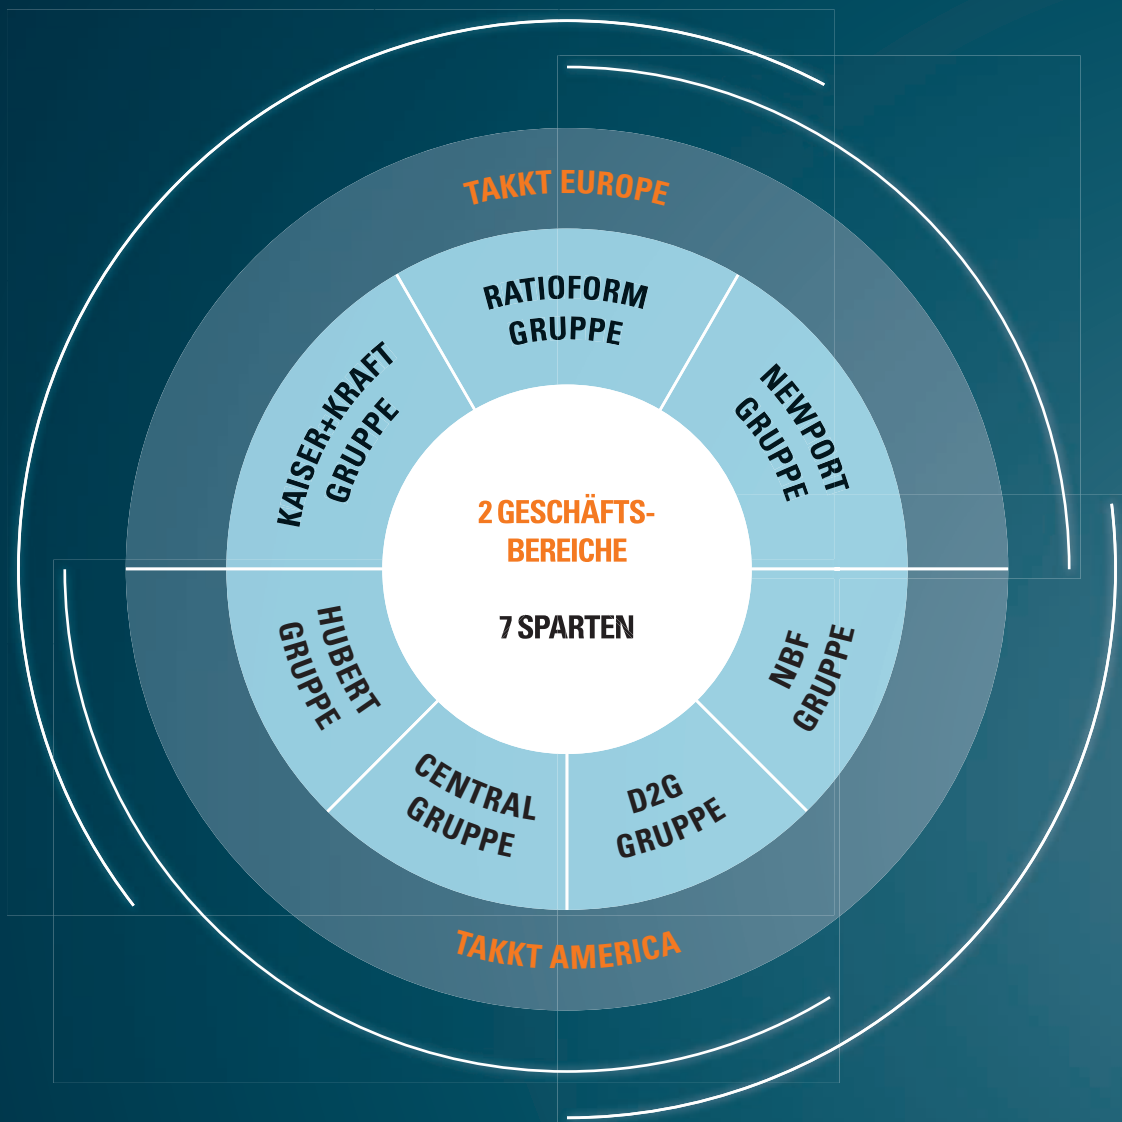 TAKKT EUROPE
RATIOFORM
GRUPPE
KAISER+KRAFT
GRUPPE
NEWPORT
GRUPPE
2 GESCHÄFTS-
BEREICHE
7 SPARTEN
HUBERT
GRUPPE
NBF
GRUPPE
CENTRAL
GRUPPE
D2G
GRUPPE
TAKKT AMERICA